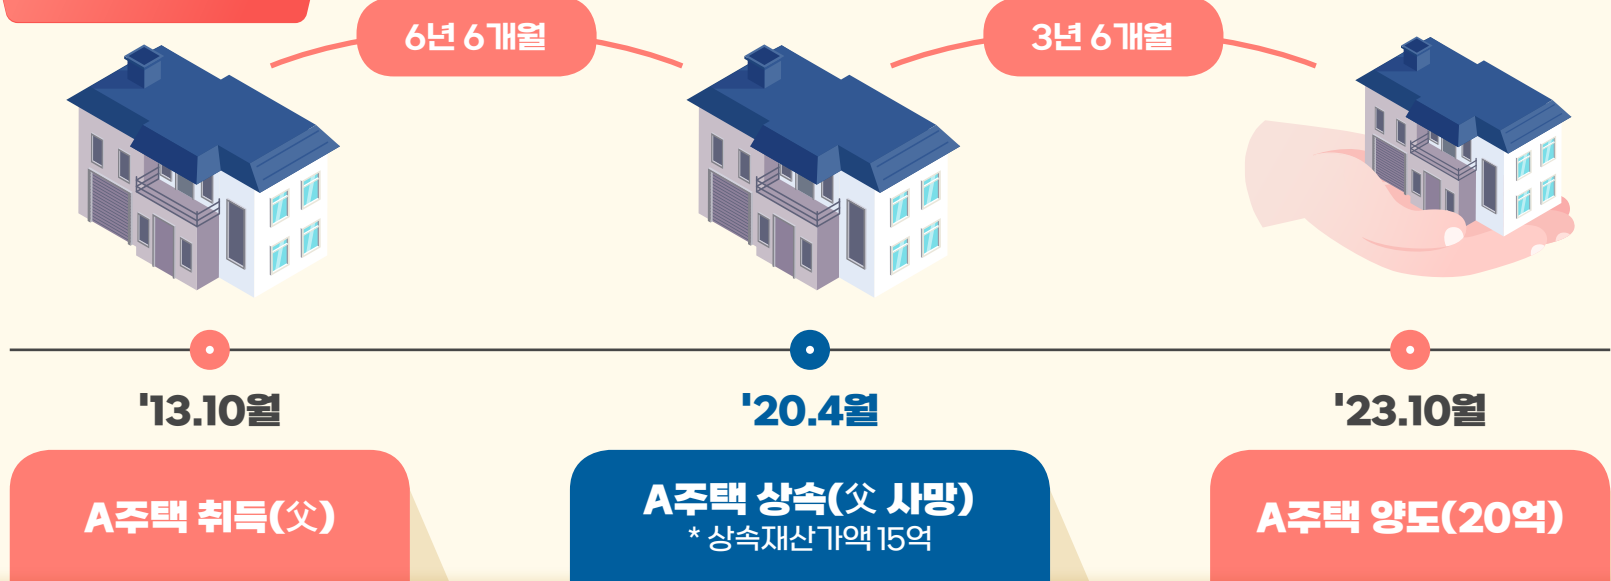 6년 6개월
3년 6개월
'13.10월
'20.4월
'23.10월
A주택 취득(父)
A주택 상속(父 사망)
* 상속재산가액 15억
A주택 양도(20억)